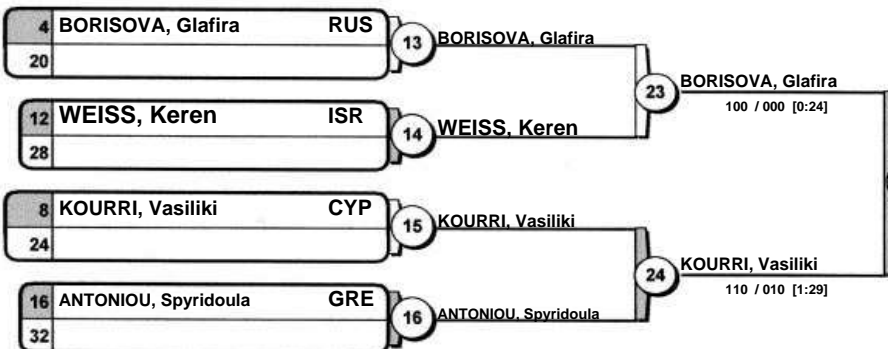 4 BORISOVA, Glafira RUS
20
13 BORISOVA, Glafira
12 WEISS, Keren ISR
28
14 WEISS, Keren
23 BORISOVA, Glafira
100 / 000 [0:24]
8 KOURRI, Vasiliki CYP
24
15 KOURRI, Vasiliki
16 ANTONIOU, Spyridoula GRE
32
16 ANTONIOU, Spyridoula
24 KOURRI, Vasiliki
110 / 010 [1:29]